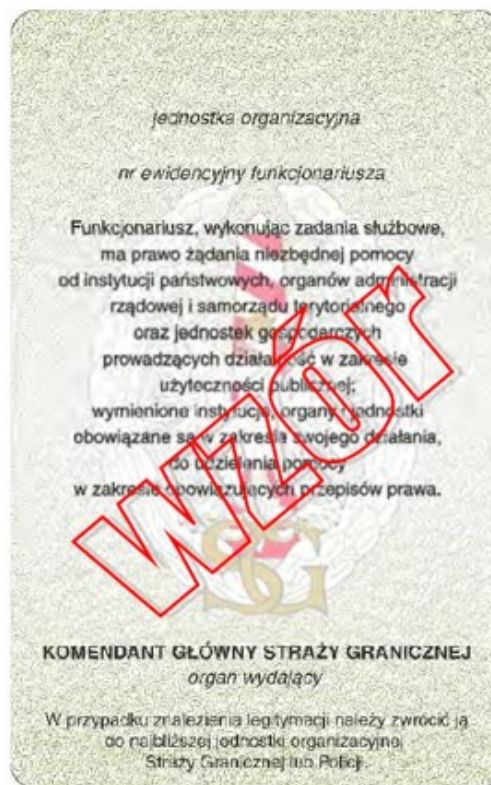 jednostka organizacyjna
nr ewidencyjny funkcjonariusza
Funkcjonariusz, wykonując zadania służbowe,
ma prawo żądania niezbędnej pomocy
od instytucji państwowych, organów administracji
rządowej i samorządu terytorialnego
oraz jednostek gospodarczych
prowadzących działalność w zakresie
użyteczności publicznej;
wymienione instytucje, organy i jednostki
obowiązane są w zakresie swojego działania,
do udzielenia pomocy
w zakresie obowiązujących przepisów prawa.
wzór
SG
KOMENDANT GŁÓWNY STRAŻY GRANICZNEJ
organ wydający
W przypadku znalezienia legitymacji należy zwrócić ją
do najbliższej jednostki organizacyjnej
Straży Granicznej lub Policji.